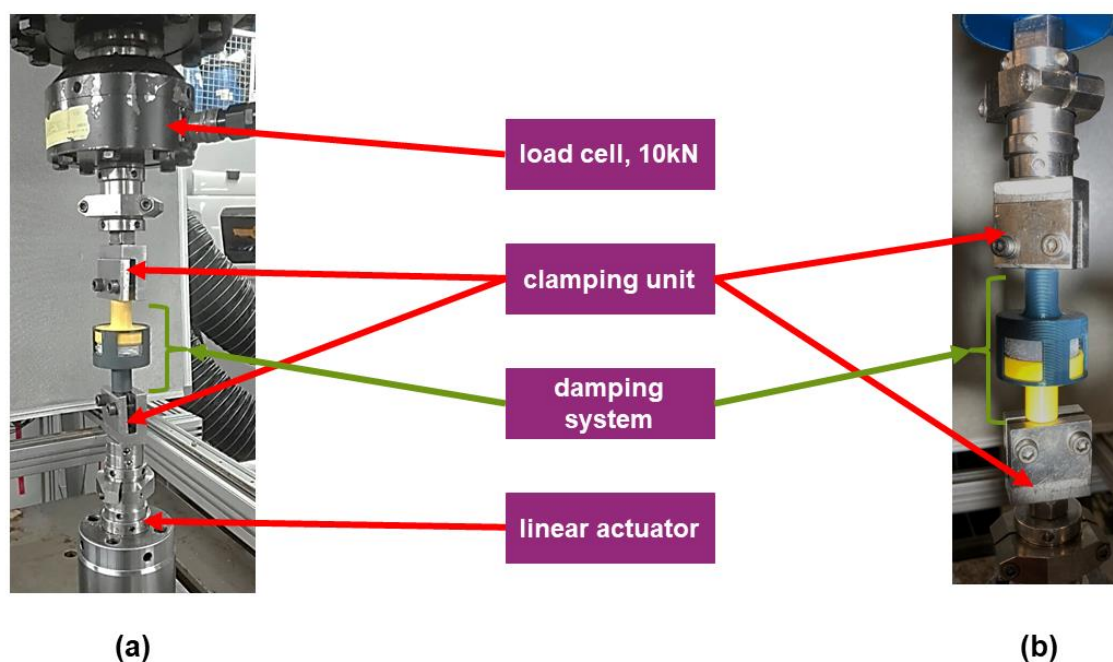 load cell, 10kN
clamping unit
damping
system
linear actuator
(a)
(b)